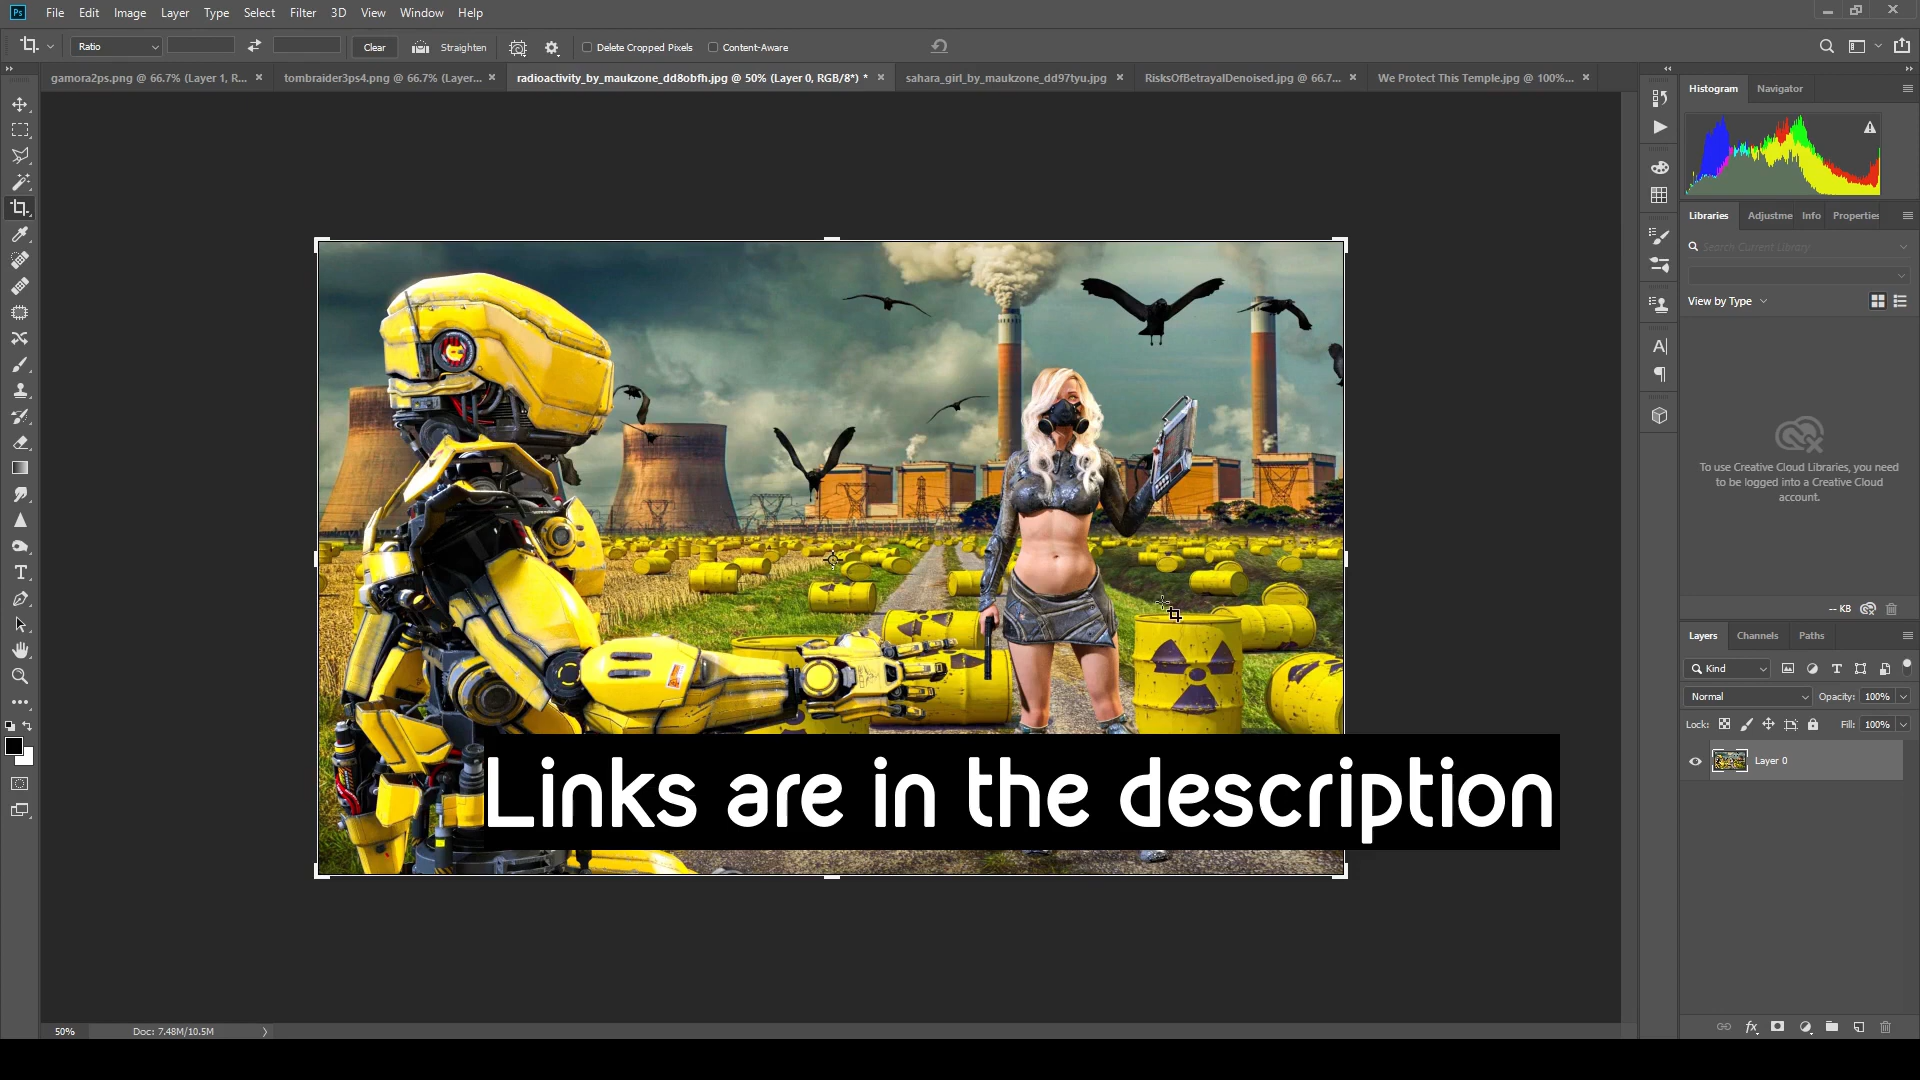 Ps File Edit Image Layer Type Select Filter 3D View Window Help
Ratio Clear Straighten Delete Cropped Pixels Content-Aware
gamora2ps.png @ 66.7% (Layer 1, R... × tombraider3ps4.png @ 66.7% (Layer... × radioactivity_by_maukzone_dd8obfh.jpg @ 50% (Layer 0, RGB/8*) * × sahara_girl_by_maukzone_dd97tyu.jpg × RisksOfBetrayalDenoised.jpg @ 66.7... × We Protect This Temple.jpg @ 100%... ×
Histogram Navigator
Libraries Adjustme Info Properties
Search Current Library
View by Type
To use Creative Cloud Libraries, you need
to be logged into a Creative Cloud
account.
-- KB
Layers Channels Paths
Kind
Normal Opacity: 100%
Lock: Fill: 100%
Layer 0
Links are in the description
50% Doc: 7.48M/10.5M